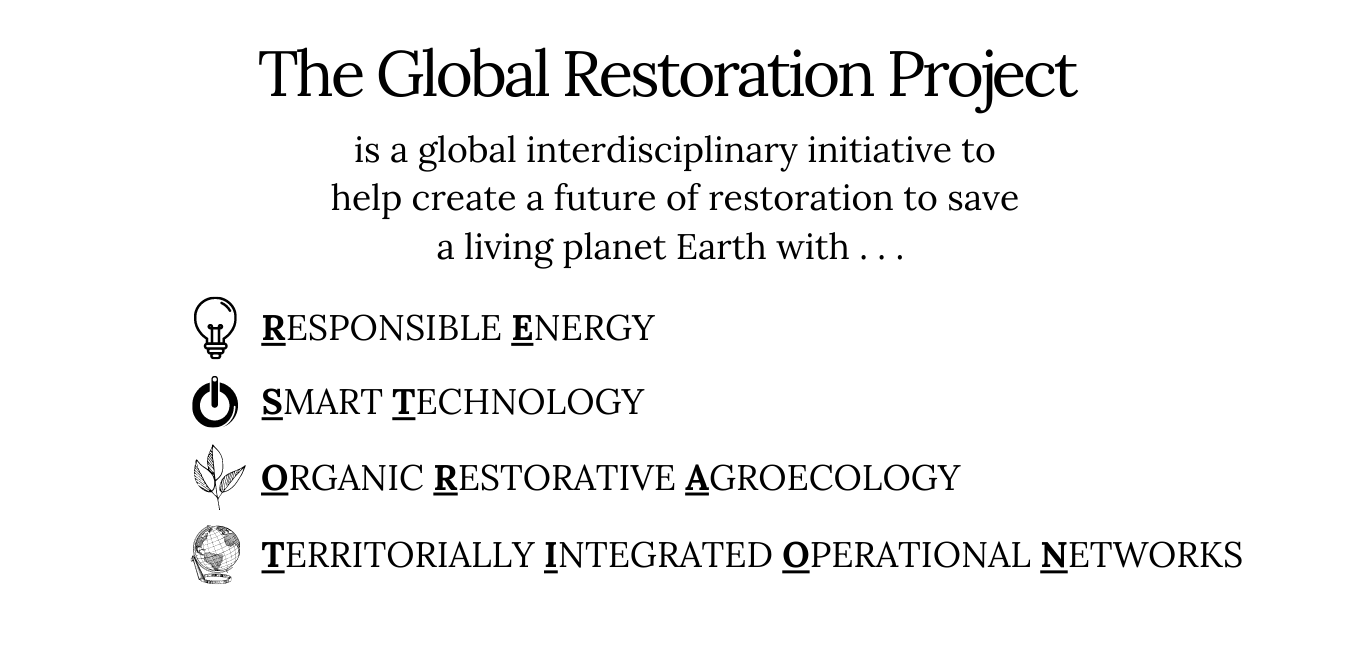 The Global Restoration Project
is a global interdisciplinary initiative to
help create a future of restoration to save
a living planet Earth with . . .
RESPONSIBLE ENERGY
SMART TECHNOLOGY
ORGANIC RESTORATIVE AGROECOLOGY
TERRITORIALLY INTEGRATED OPERATIONAL NETWORKS